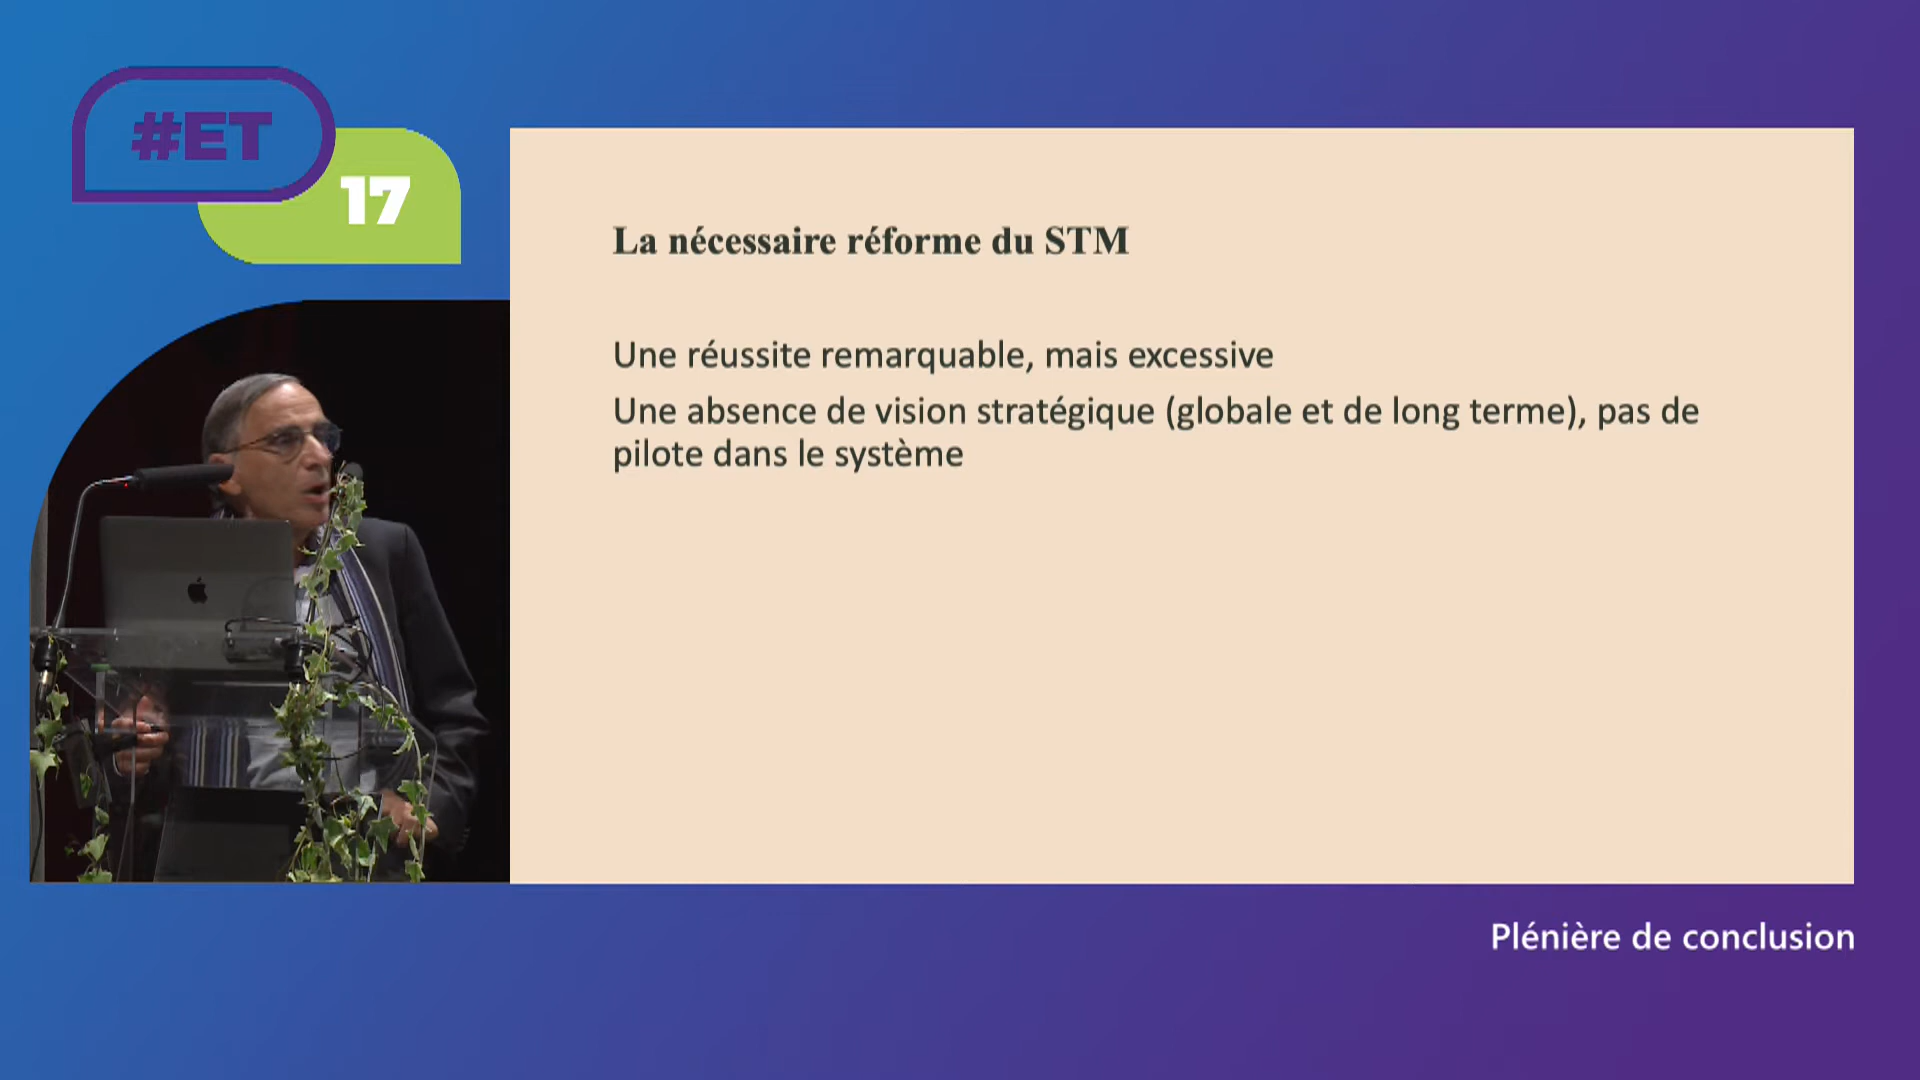 #ET
17
La nécessaire réforme du STM
Une réussite remarquable, mais excessive
Une absence de vision stratégique (globale et de long terme), pas de
pilote dans le système
Plénière de conclusion